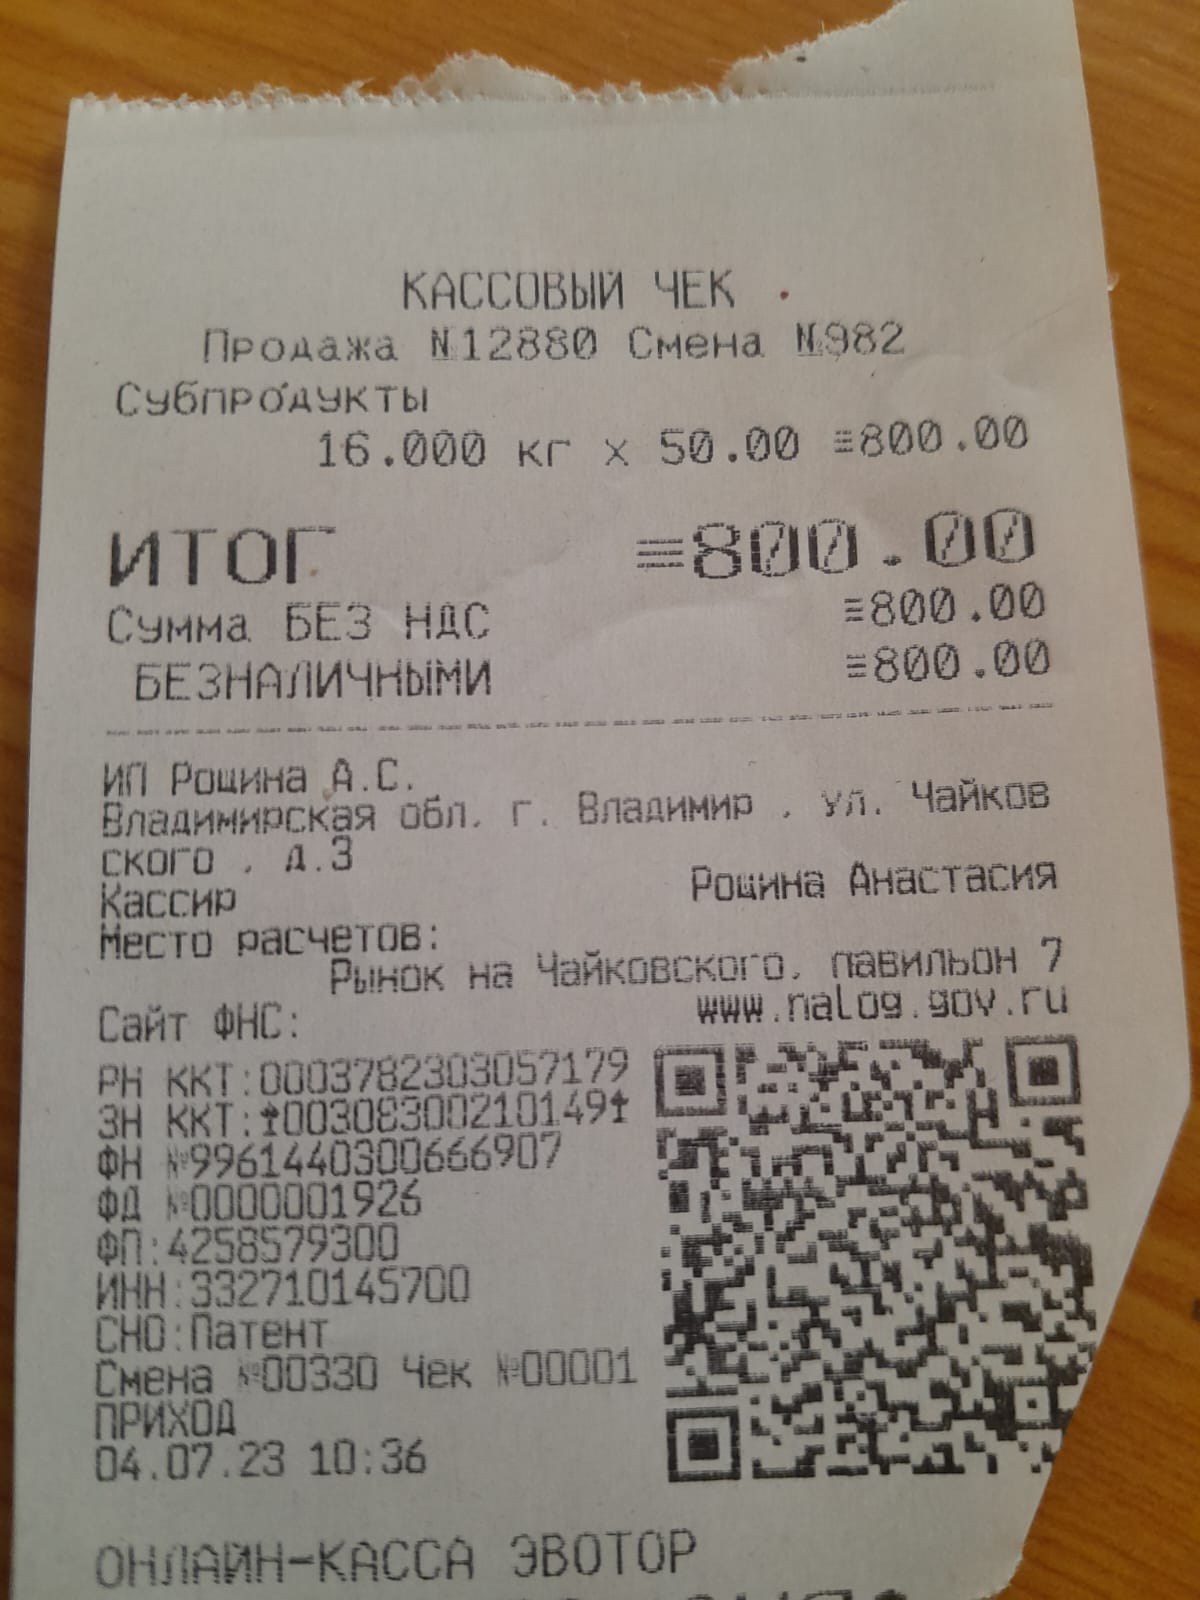 КАССОВЫЙ ЧЕК
Продажа №12880 Смена №982
Субпродукты
16.000 кг x 50.00 ≡800.00
ИТОГ ≡800.00
Сумма БЕЗ НДС ≡800.00
БЕЗНАЛИЧНЫМИ ≡800.00
ИП Рощина А.С.
Владимирская обл. г. Владимир , ул. Чайков
ского , д.3
Кассир Рощина Анастасия
Место расчетов:
Рынок на Чайковского, павильон 7
Сайт ФНС: www.nalog.gov.ru
РН ККТ:0003782303057179
ЗН ККТ:‡00308300210149‡
ФН №9961440300666907
ФД №0000001926
ФП:4258579300
ИНН:332710145700
СНО:Патент
Смена №00330 Чек №00001
ПРИХОД
04.07.23 10:36
ОНЛАЙН-КАССА ЭВОТОР